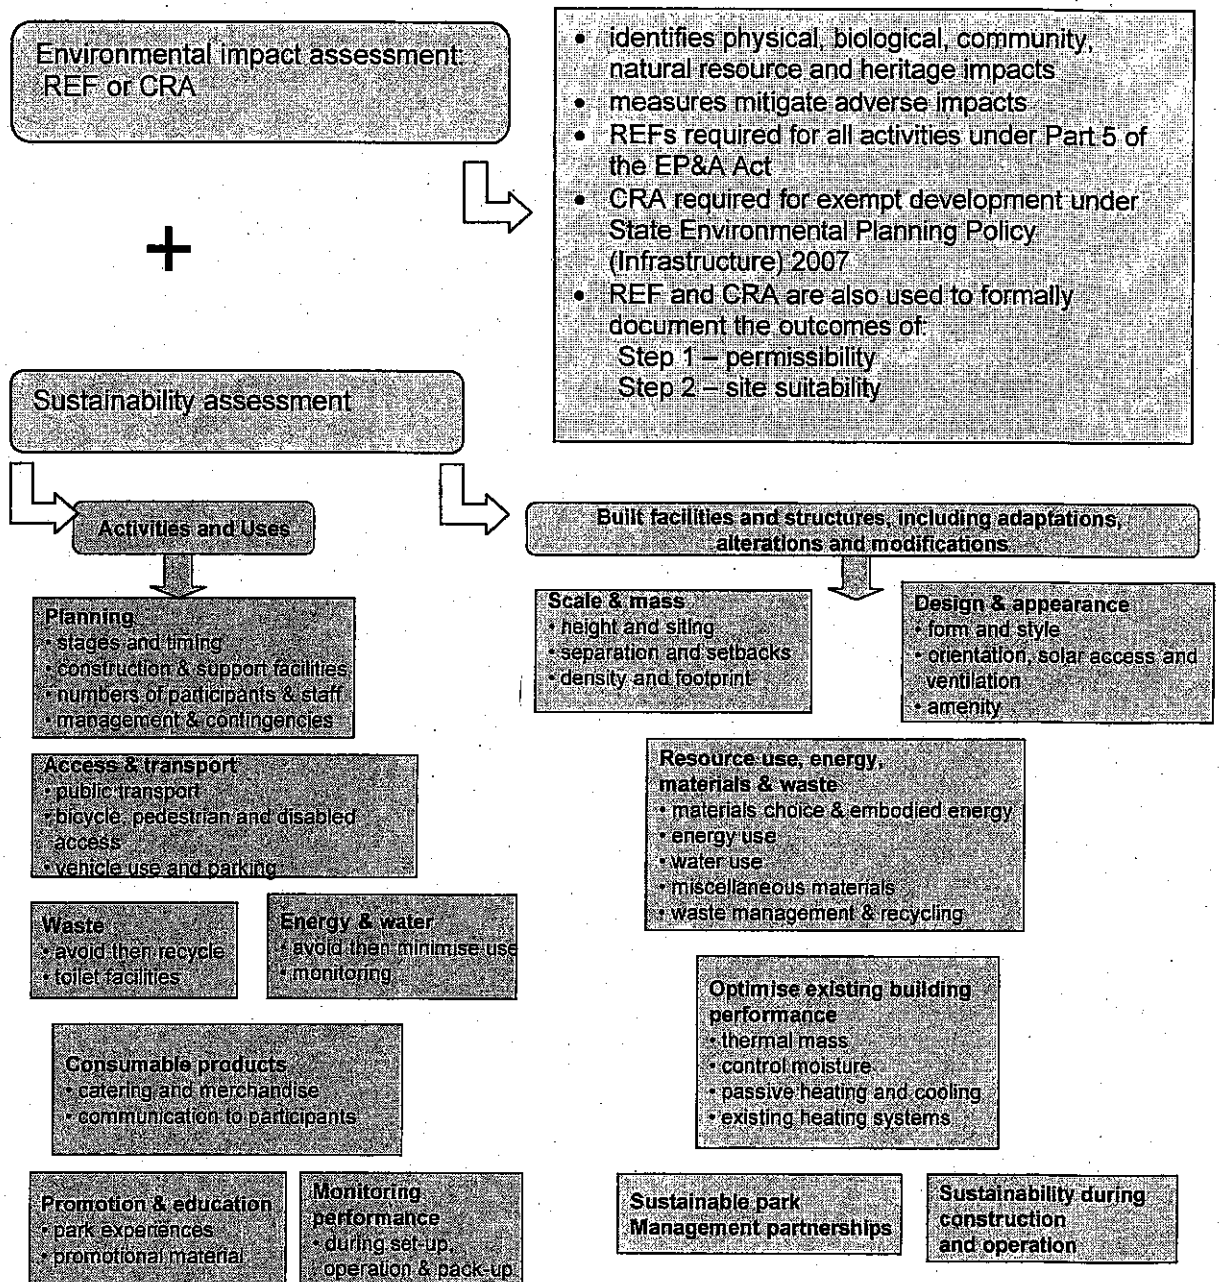 Environmental impact assessment:
REF or CRA
• identifies physical, biological, community,
natural resource and heritage impacts
• measures mitigate adverse impacts
• REFs required for all activities under Part 5 of
the EP&A Act
• CRA required for exempt development under
State Environmental Planning Policy
(Infrastructure) 2007
• REF and CRA are also used to formally
document the outcomes of:
Step 1 – permissibility
Step 2 – site suitability
+
Sustainability assessment
Activities and Uses
Planning
• stages and timing
• construction & support facilities
• numbers of participants & staff
• management & contingencies
Access & transport
• public transport
• bicycle, pedestrian and disabled
access
• vehicle use and parking
Waste
• avoid then recycle
• toilet facilities
Energy & water
• avoid then minimise use
• monitoring
Consumable products
• catering and merchandise
• communication to participants
Promotion & education
• park experiences
• promotional material
Monitoring
performance
• during set-up,
operation & pack-up
Built facilities and structures, including adaptations,
alterations and modifications
Scale & mass
• height and siting
• separation and setbacks
• density and footprint
Design & appearance
• form and style
• orientation, solar access and
ventilation
• amenity
Resource use, energy,
materials & waste
• materials choice & embodied energy
• energy use
• water use
• miscellaneous materials
• waste management & recycling
Optimise existing building
performance
• thermal mass
• control moisture
• passive heating and cooling
• existing heating systems
Sustainable park
Management partnerships
Sustainability during
construction
and operation